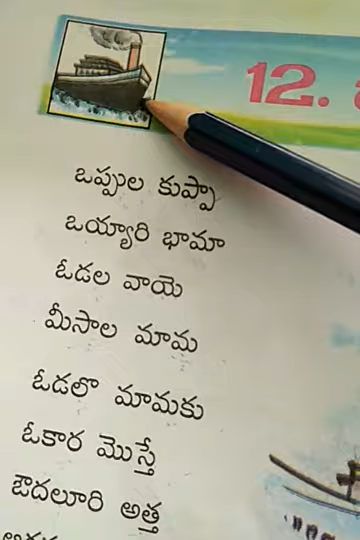 12.
ఒప్పుల కుప్పా
ఒయ్యారి భామా
ఓడల వాయె
మీసాల మామ
ఓడలొ మామకు
ఓకార మొస్తే
ఔదలూరి అత్త